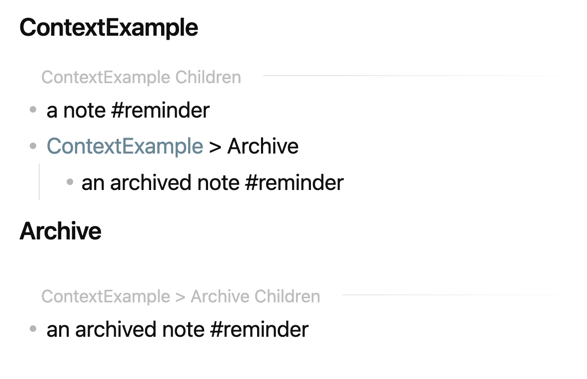 ContextExample
ContextExample Children
a note #reminder
ContextExample > Archive
an archived note #reminder
Archive
ContextExample > Archive Children
an archived note #reminder